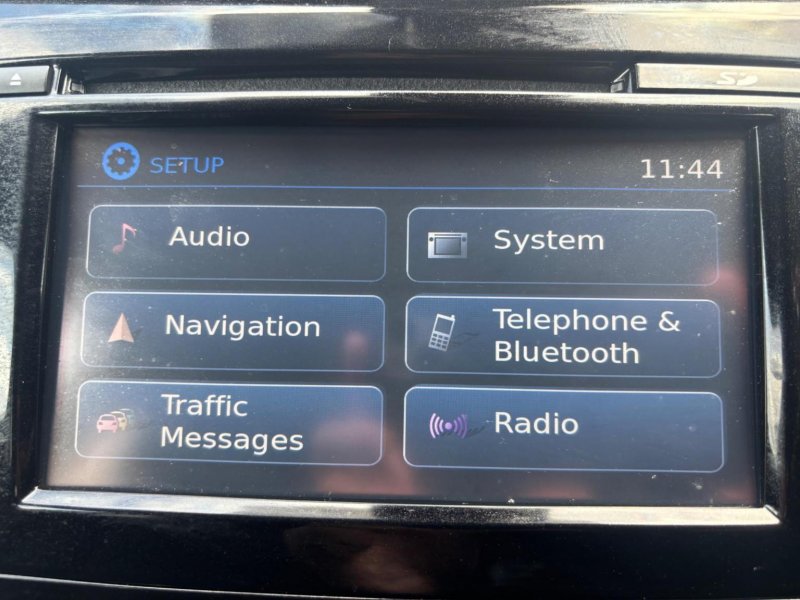 SD
SETUP
11:44
Audio
System
Navigation
Telephone &
Bluetooth
Traffic
Messages
Radio